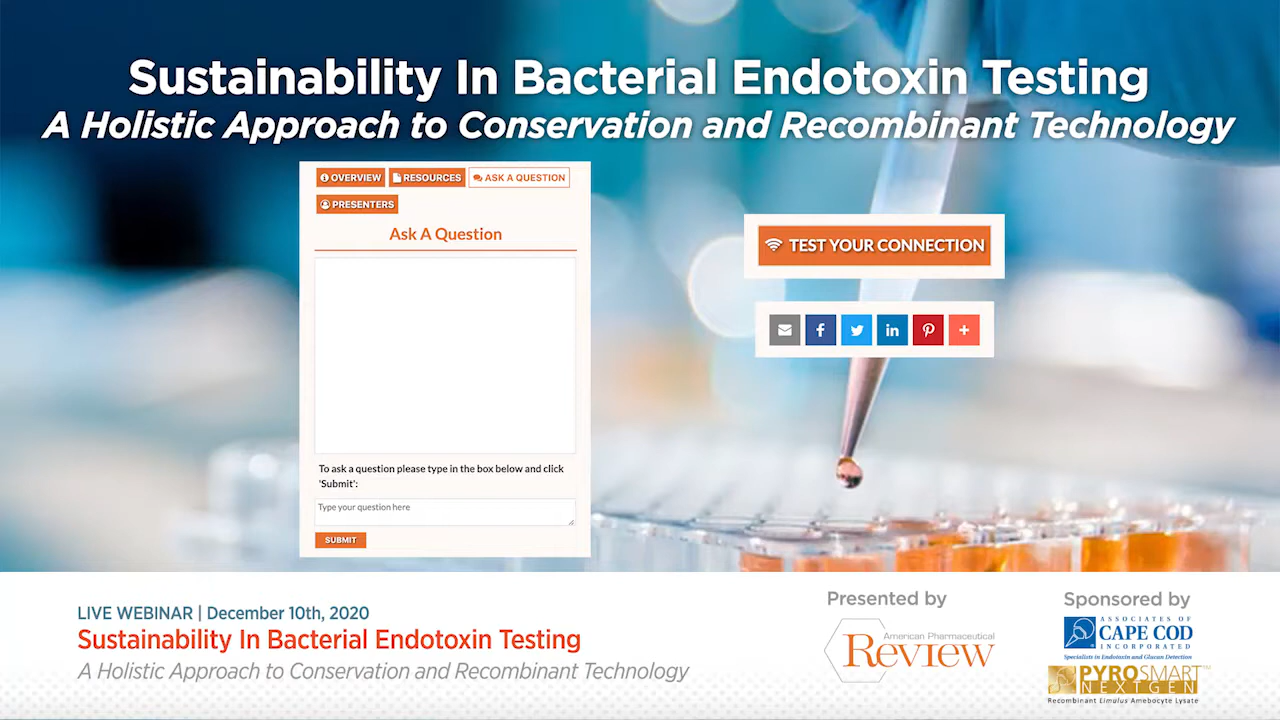 Sustainability In Bacterial Endotoxin Testing
A Holistic Approach to Conservation and Recombinant Technology
OVERVIEW
RESOURCES
ASK A QUESTION
PRESENTERS
Ask A Question
To ask a question please type in the box below and click
'Submit':
Type your question here
SUBMIT
TEST YOUR CONNECTION
LIVE WEBINAR | December 10th, 2020
Sustainability In Bacterial Endotoxin Testing
A Holistic Approach to Conservation and Recombinant Technology
Presented by
American Pharmaceutical
Review
Sponsored by
ASSOCIATES OF
CAPE COD
INCORPORATED
Specialists in Endotoxin and Glucan Detection
PYROSMART™
NEXTGEN
Recombinant Limulus Amebocyte Lysate